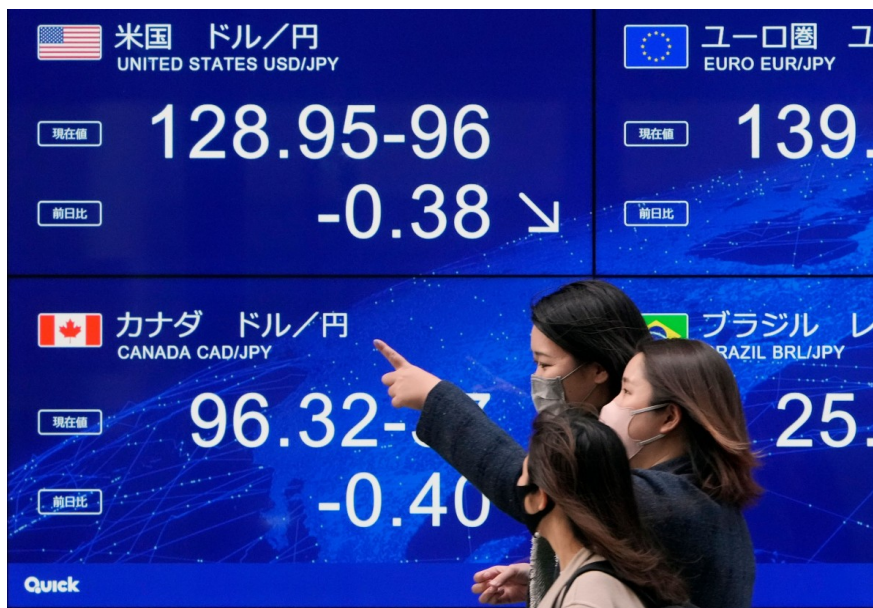 米国 ドル／円
UNITED STATES USD/JPY
現在値 128.95-96
前日比 -0.38
ユーロ圏 ユ
EURO EUR/JPY
現在値 139.
前日比
カナダ ドル／円
CANADA CAD/JPY
現在値 96.32-
前日比 -0.40
ブラジル レ
RAZIL BRL/JPY
25.
Quick